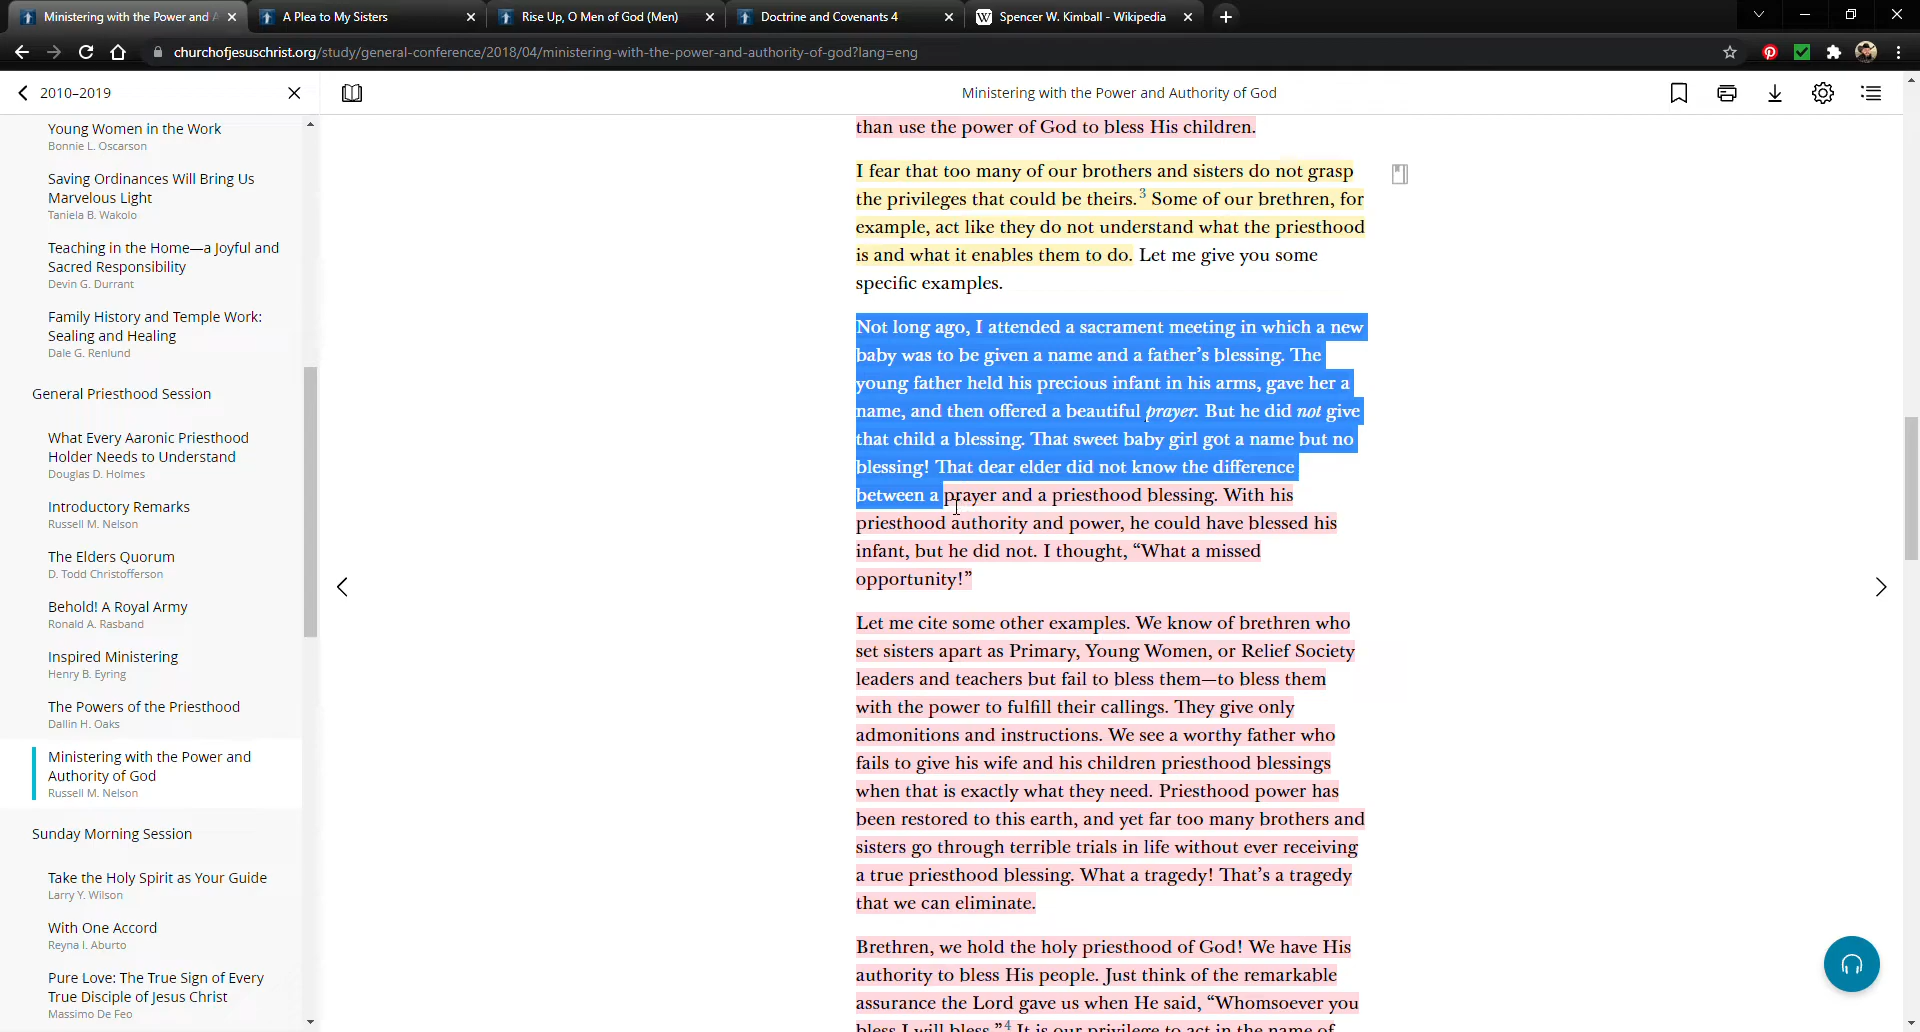 Ministering with the Power and A
A Plea to My Sisters
Rise Up, O Men of God (Men)
Doctrine and Covenants 4
W Spencer W. Kimball - Wikipedia
churchofjesuschrist.org/study/general-conference/2018/04/ministering-with-the-power-and-authority-of-god?lang=eng
2010–2019
Ministering with the Power and Authority of God
Young Women in the Work
Bonnie L. Oscarson
Saving Ordinances Will Bring Us
Marvelous Light
Taniela B. Wakolo
Teaching in the Home—a Joyful and
Sacred Responsibility
Devin G. Durrant
Family History and Temple Work:
Sealing and Healing
Dale G. Renlund
General Priesthood Session
What Every Aaronic Priesthood
Holder Needs to Understand
Douglas D. Holmes
Introductory Remarks
Russell M. Nelson
The Elders Quorum
D. Todd Christofferson
Behold! A Royal Army
Ronald A. Rasband
Inspired Ministering
Henry B. Eyring
The Powers of the Priesthood
Dallin H. Oaks
Ministering with the Power and
Authority of God
Russell M. Nelson
Sunday Morning Session
Take the Holy Spirit as Your Guide
Larry Y. Wilson
With One Accord
Reyna I. Aburto
Pure Love: The True Sign of Every
True Disciple of Jesus Christ
Massimo De Feo
than use the power of God to bless His children.
I fear that too many of our brothers and sisters do not grasp
the privileges that could be theirs.3 Some of our brethren, for
example, act like they do not understand what the priesthood
is and what it enables them to do. Let me give you some
specific examples.
Not long ago, I attended a sacrament meeting in which a new
baby was to be given a name and a father’s blessing. The
young father held his precious infant in his arms, gave her a
name, and then offered a beautiful prayer. But he did not give
that child a blessing. That sweet baby girl got a name but no
blessing! That dear elder did not know the difference
between a prayer and a priesthood blessing. With his
priesthood authority and power, he could have blessed his
infant, but he did not. I thought, “What a missed
opportunity!”
Let me cite some other examples. We know of brethren who
set sisters apart as Primary, Young Women, or Relief Society
leaders and teachers but fail to bless them—to bless them
with the power to fulfill their callings. They give only
admonitions and instructions. We see a worthy father who
fails to give his wife and his children priesthood blessings
when that is exactly what they need. Priesthood power has
been restored to this earth, and yet far too many brothers and
sisters go through terrible trials in life without ever receiving
a true priesthood blessing. What a tragedy! That’s a tragedy
that we can eliminate.
Brethren, we hold the holy priesthood of God! We have His
authority to bless His people. Just think of the remarkable
assurance the Lord gave us when He said, “Whomsoever you
bless I will bless.”4 It is our privilege to act in the name of